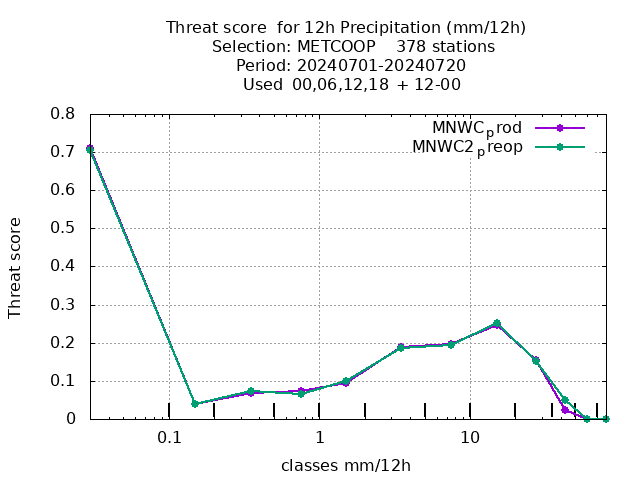 Threat score  for 12h Precipitation (mm/12h)
Selection: METCOOP    378 stations
Period: 20240701-20240720
Used  00,06,12,18 + 12-00
MNWCprod
MNWC2preop
0.8
0.7
0.6
0.5
0.4
0.3
0.2
0.1
0
Threat score
0.1 1 10
classes mm/12h